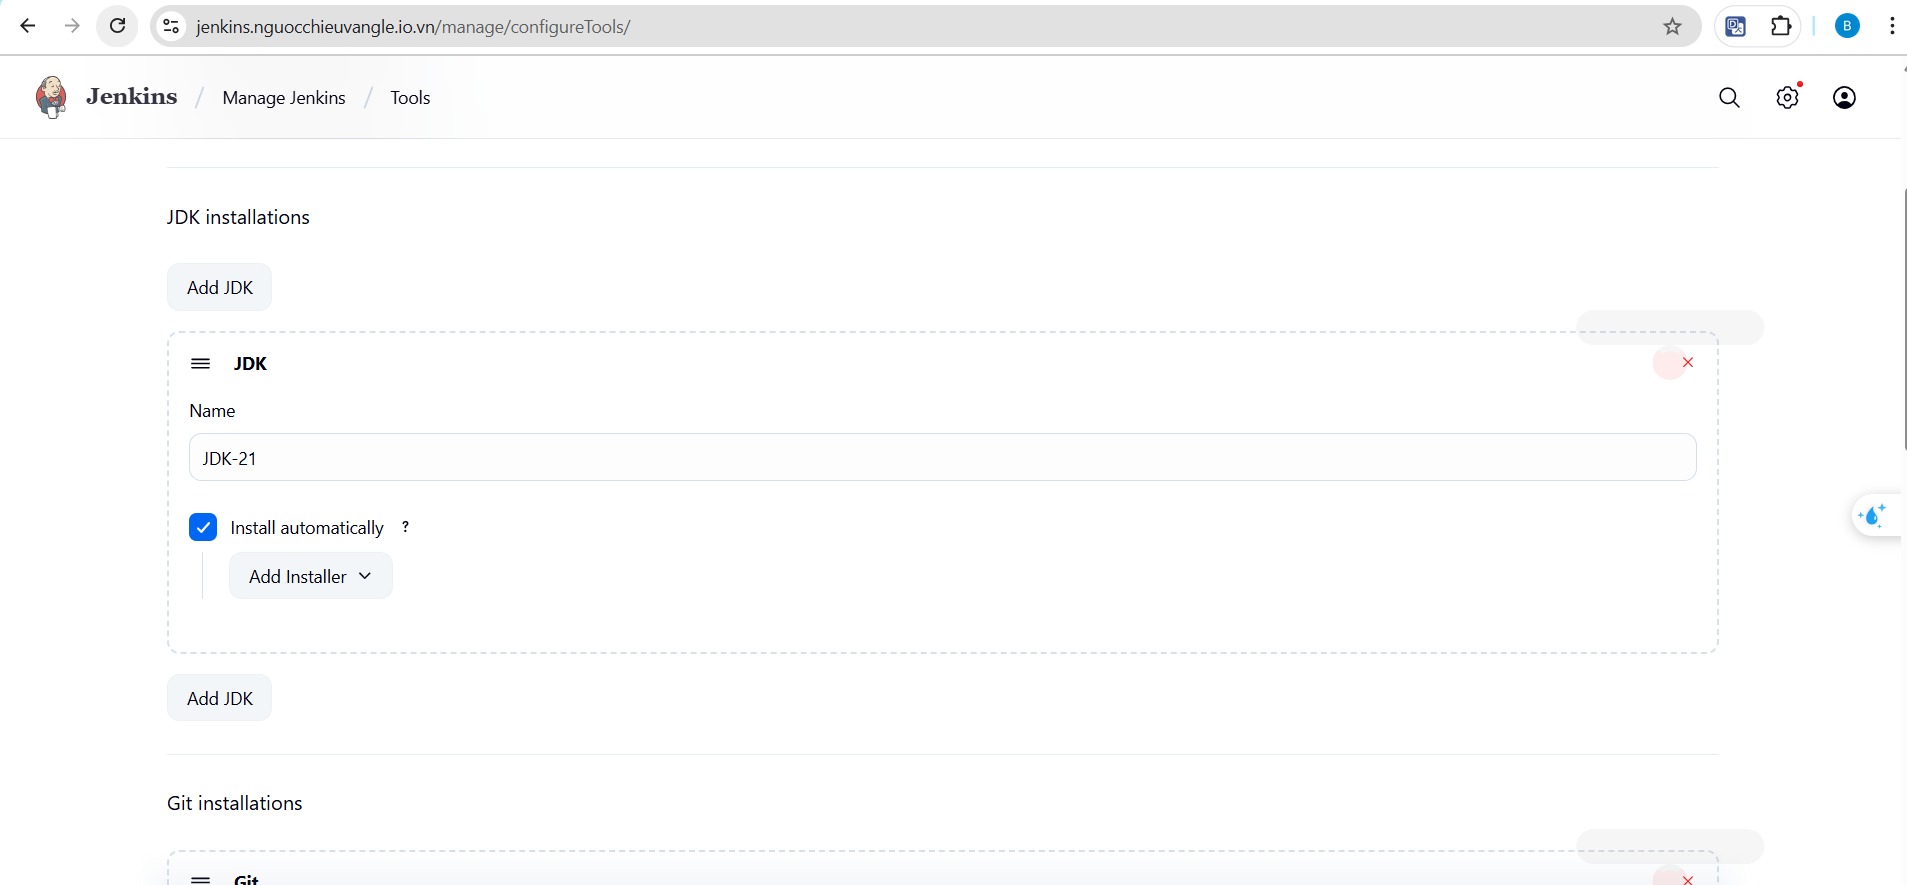 jenkins.nguocchieuvangle.io.vn/manage/configureTools/
B
Jenkins / Manage Jenkins / Tools
JDK installations
Add JDK
JDK
Name
JDK-21
Install automatically ?
Add Installer
Add JDK
Git installations
Git